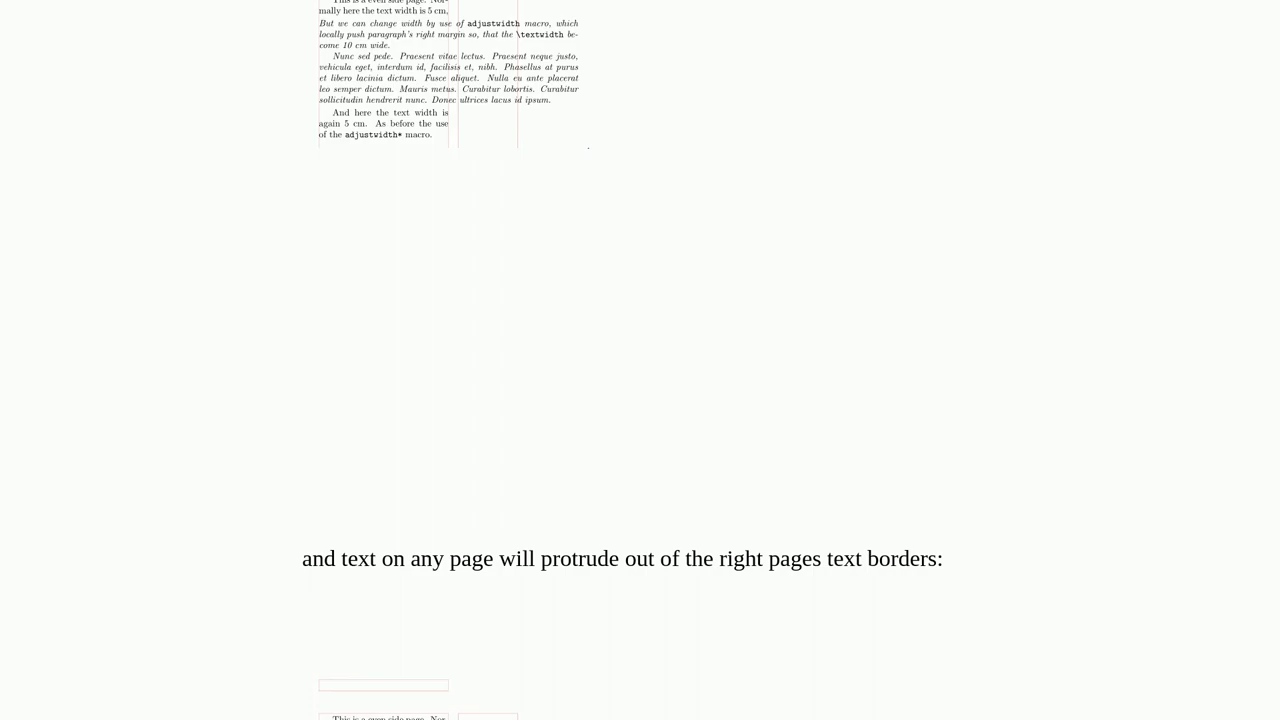 This is a even side page. Nor-
mally here the text width is 5 cm,
But we can change width by use of adjustwidth macro, which
locally push paragraph's right margin so, that the \textwidth be-
come 10 cm wide.
Nunc sed pede. Praesent vitae lectus. Praesent neque justo,
vehicula eget, interdum id, facilisis et, nibh. Phasellus at purus
et libero lacinia dictum. Fusce aliquet. Nulla eu ante placerat
leo semper dictum. Mauris metus. Curabitur lobortis. Curabitur
sollicitudin hendrerit nunc. Donec ultrices lacus id ipsum.
And here the text width is
again 5 cm. As before the use
of the adjustwidth* macro.
and text on any page will protrude out of the right pages text borders:
This is a even side page. Nor-